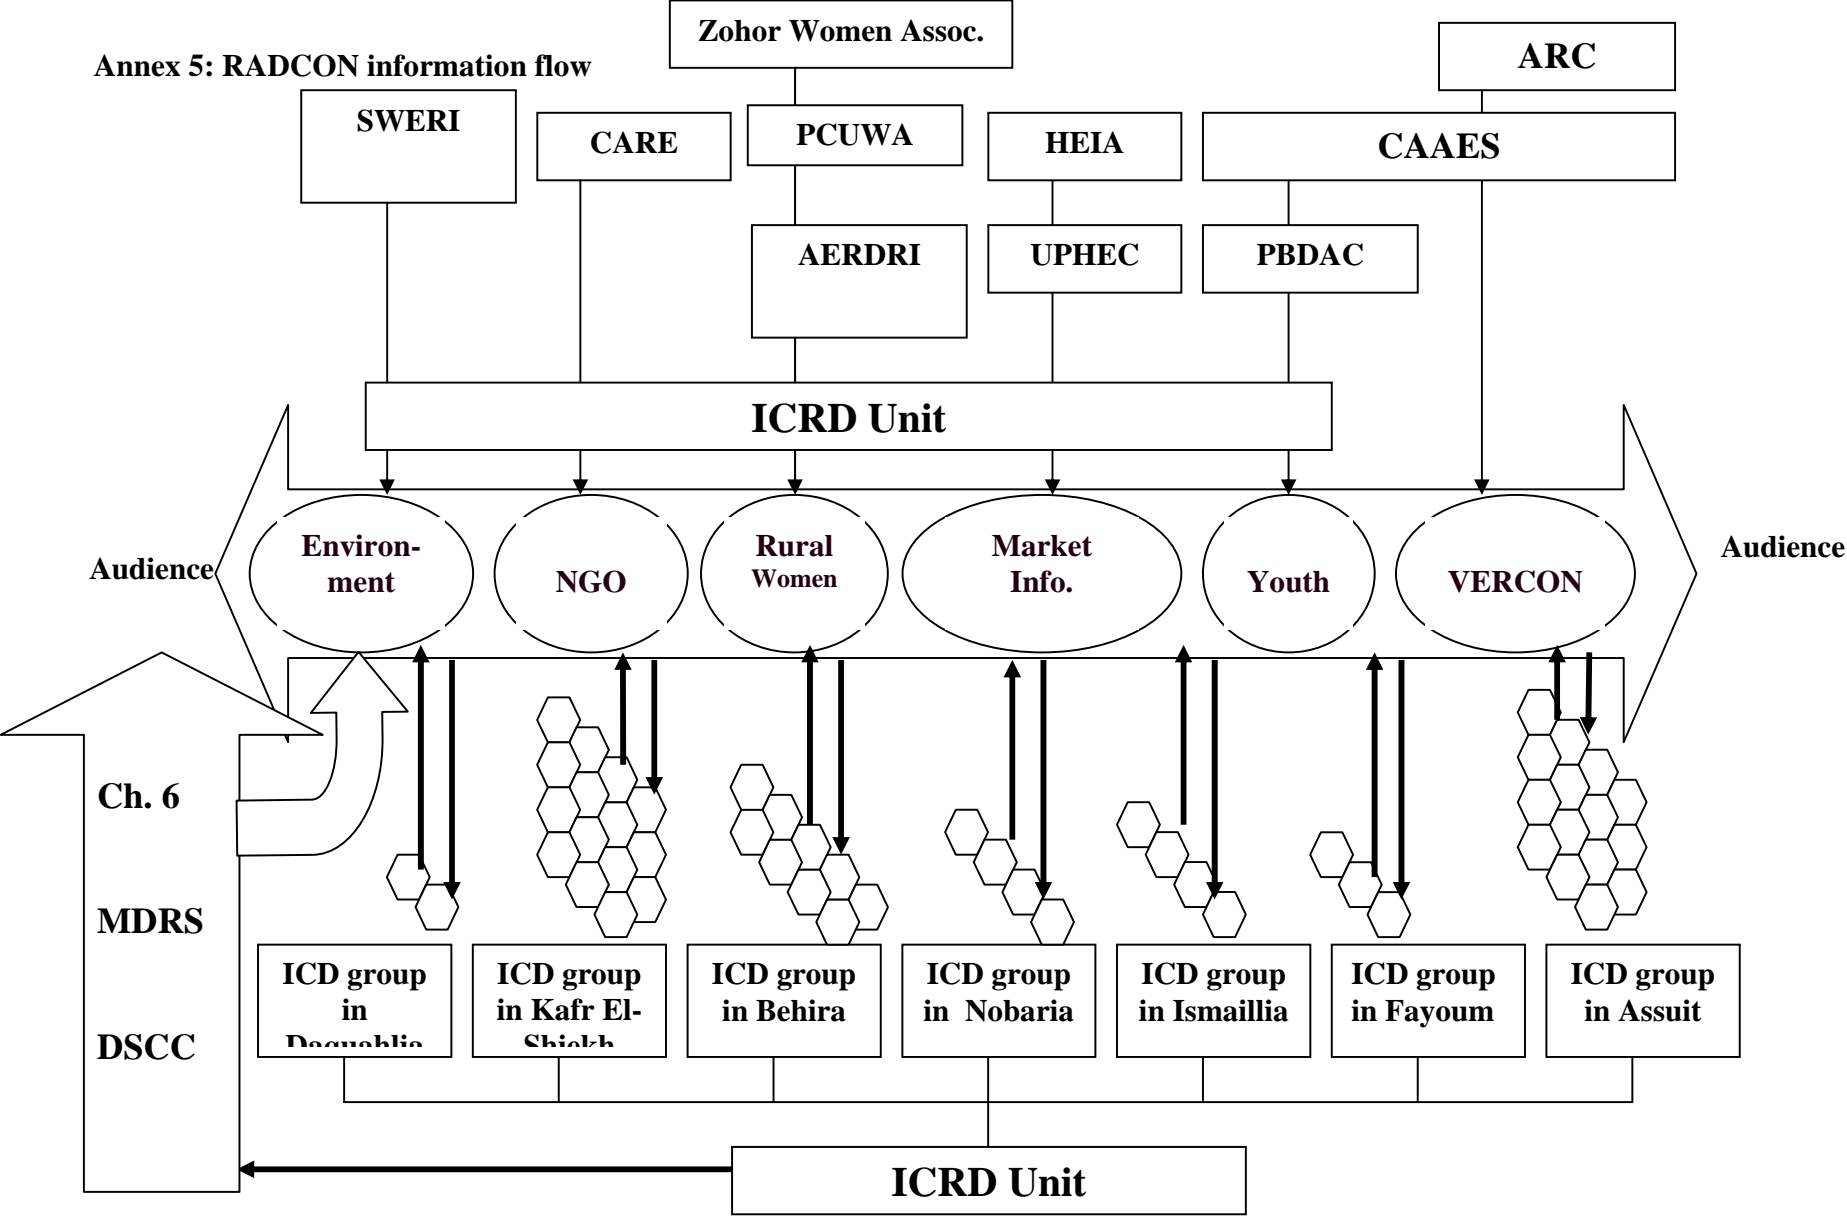 Zohor Women Assoc.
Annex 5: RADCON information flow
ARC
SWERI
CARE
PCUWA
HEIA
CAAES
AERDRI
UPHEC
PBDAC
ICRD Unit
Audience
Environ-
ment
NGO
Rural
Women
Market
Info.
Youth
VERCON
Audience
Ch. 6
MDRS
DSCC
ICD group
in
Daquahlia
ICD group
in Kafr El-
Shiekh
ICD group
in Behira
ICD group
in Nobaria
ICD group
in Ismaillia
ICD group
in Fayoum
ICD group
in Assuit
ICRD Unit